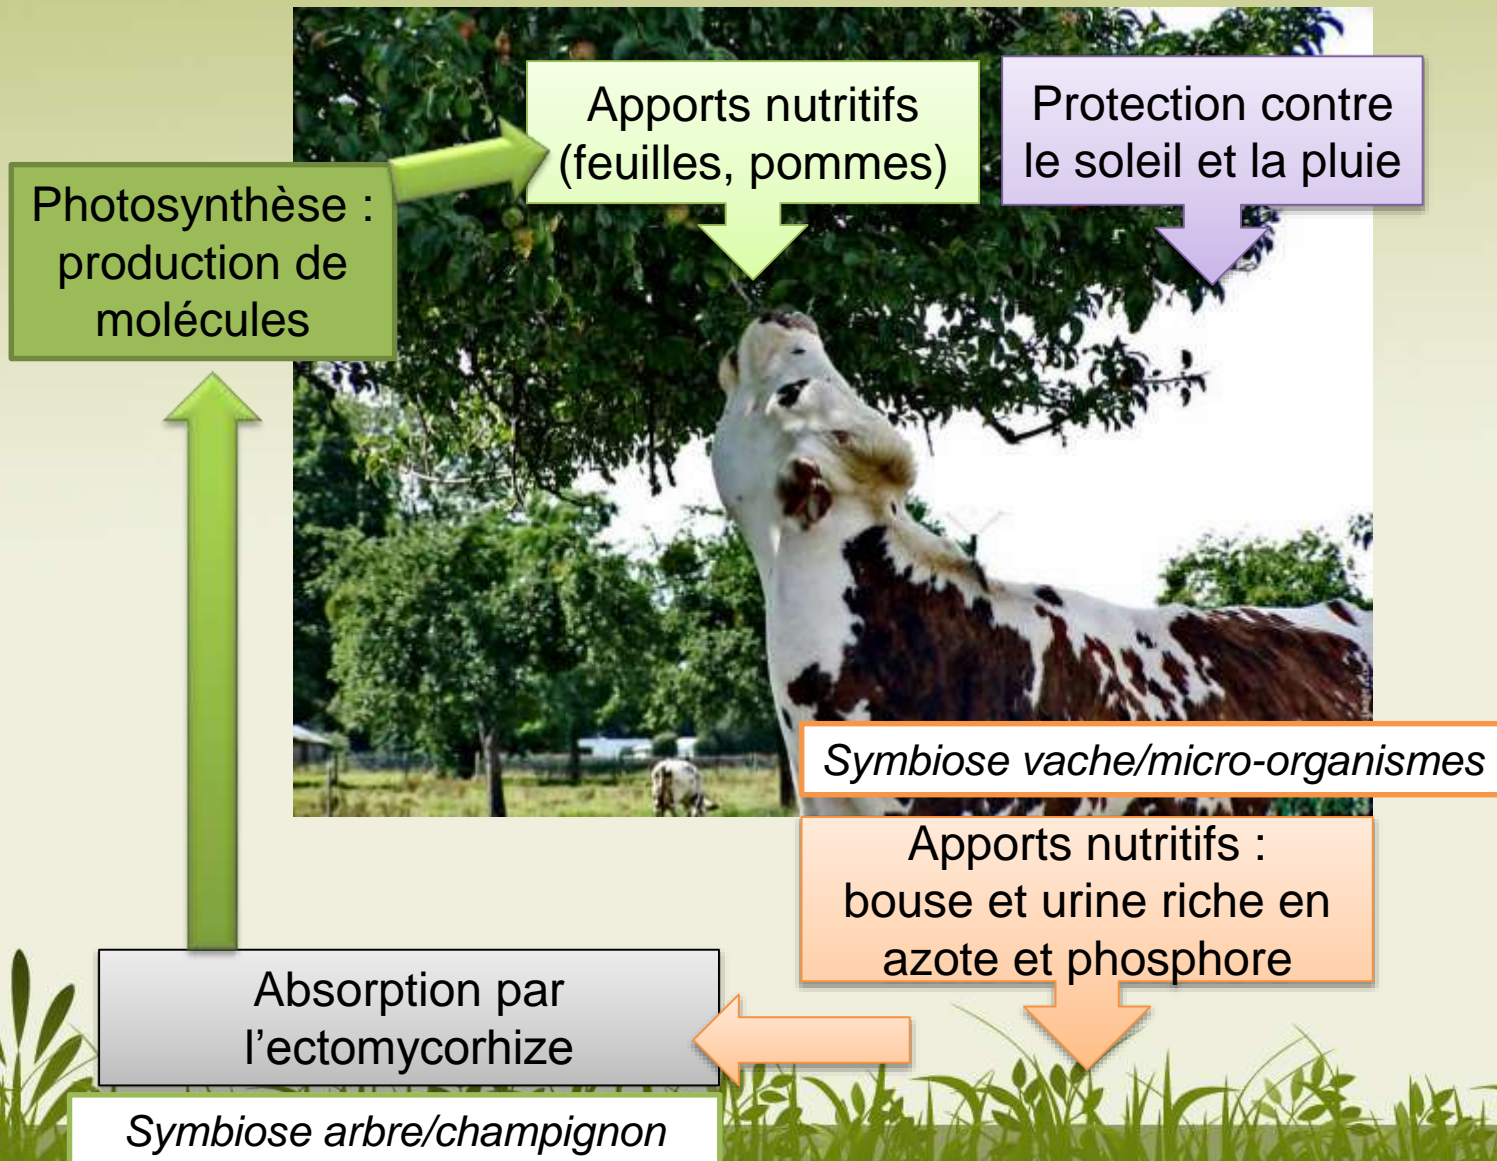 Apports nutritifs
(feuilles, pommes)
Protection contre
le soleil et la pluie
Photosynthèse :
production de
molécules
Symbiose vache/micro-organismes
Apports nutritifs :
bouse et urine riche en
azote et phosphore
Absorption par
l’ectomycorhize
Symbiose arbre/champignon